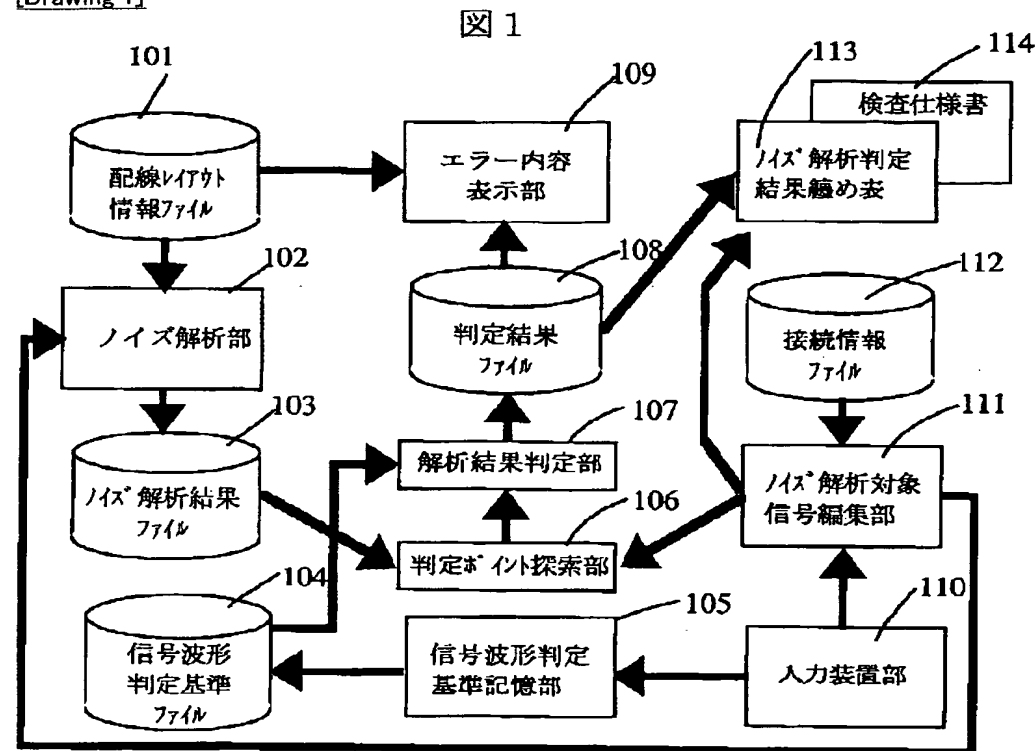 [Drawing 1]
図1
101
配線レイアウト
情報ファイル
109
エラー内容
表示部
113
ノイズ解析判定
結果纏め表
114
検査仕様書
102
ノイズ解析部
108
判定結果
ファイル
112
接続情報
ファイル
103
ノイズ解析結果
ファイル
107
解析結果判定部
111
ノイズ解析対象
信号編集部
106
判定ポイント探索部
104
信号波形
判定基準
ファイル
105
信号波形判定
基準記憶部
110
入力装置部